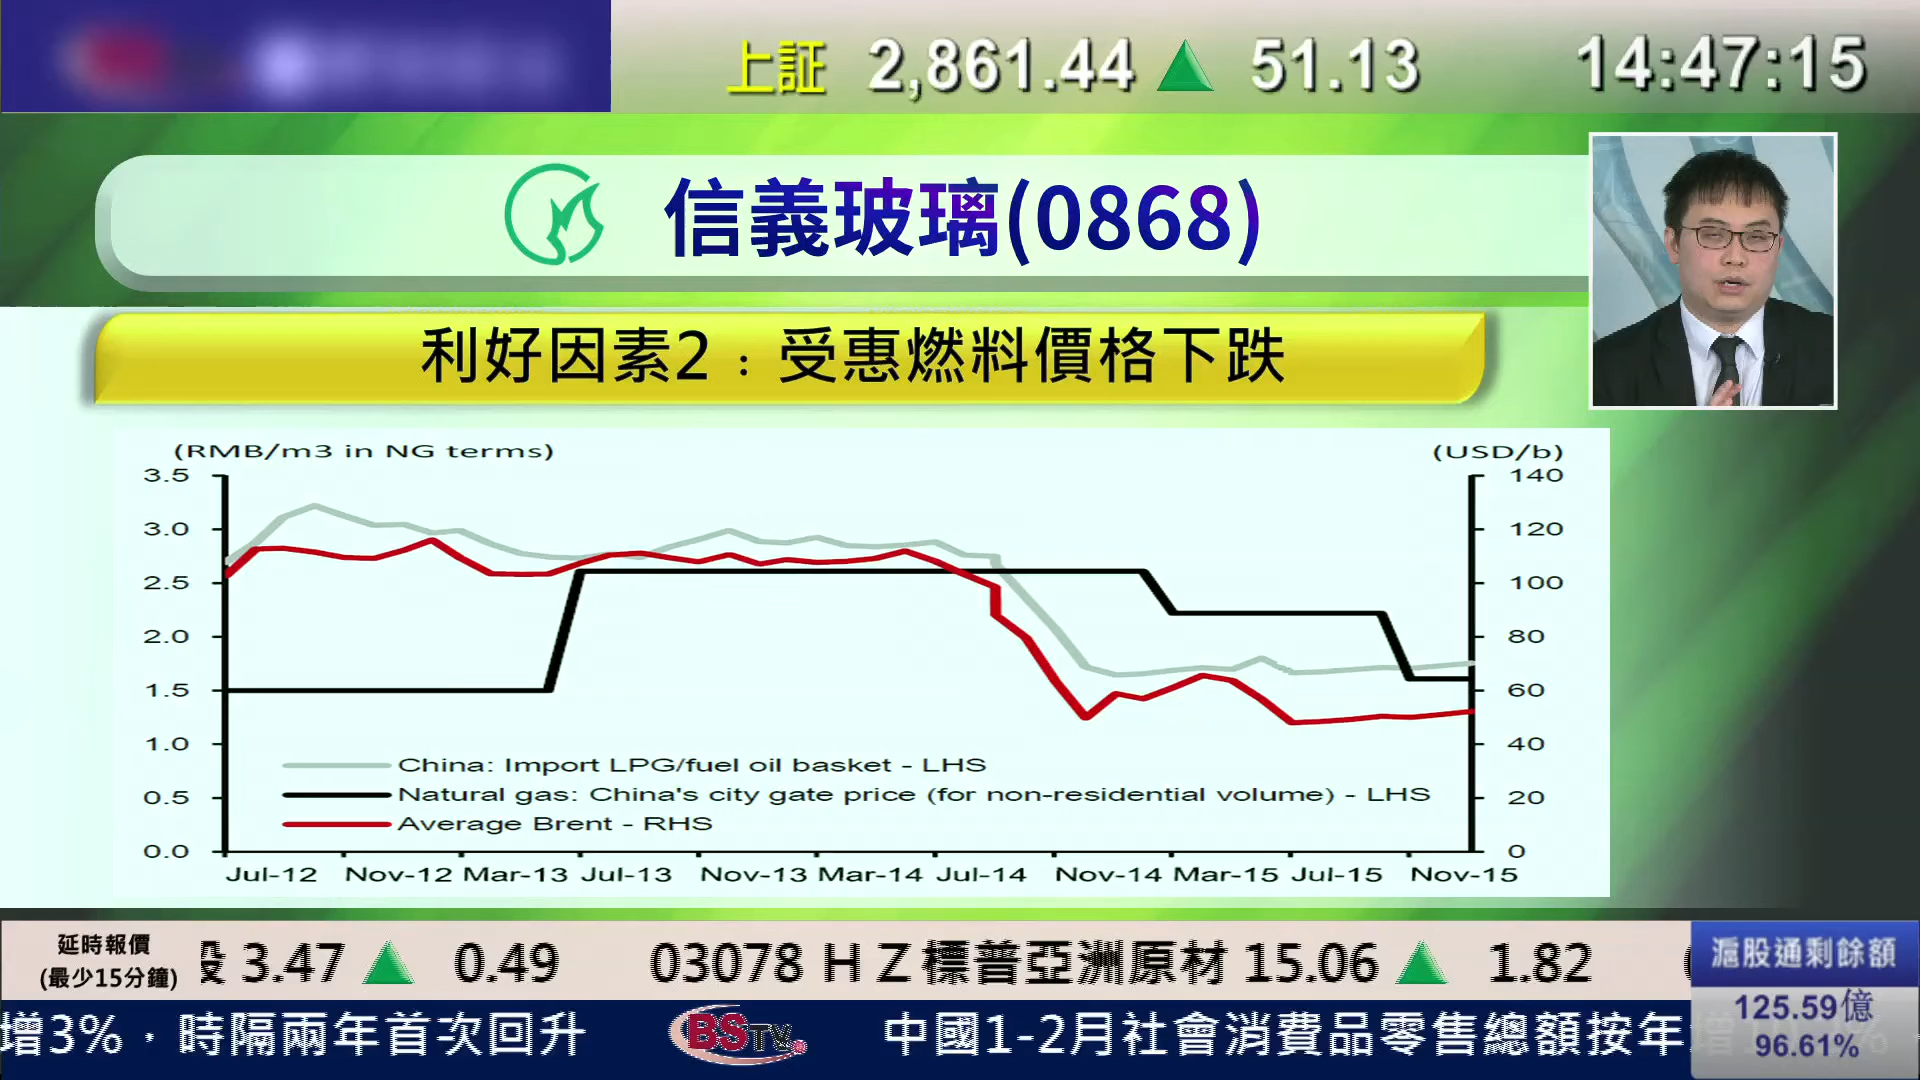 上証 2,861.44 51.13 14:47:15
信義玻璃(0868)
利好因素2：受惠燃料價格下跌
(RMB/m3 in NG terms) (USD/b)
3.5 140
3.0 120
2.5 100
2.0 80
1.5 60
1.0 40
0.5 20
0.0 0
China: Import LPG/fuel oil basket - LHS
Natural gas: China's city gate price (for non-residential volume) - LHS
Average Brent - RHS
Jul-12 Nov-12 Mar-13 Jul-13 Nov-13 Mar-14 Jul-14 Nov-14 Mar-15 Jul-15 Nov-15
延時報價
(最少15分鐘)
股 3.47 0.49 03078 H Z 標普亞洲原材 15.06 1.82
滬股通剩餘額
125.59億
96.61%
增3%，時隔兩年首次回升 BSTV 中國1-2月社會消費品零售總額按年